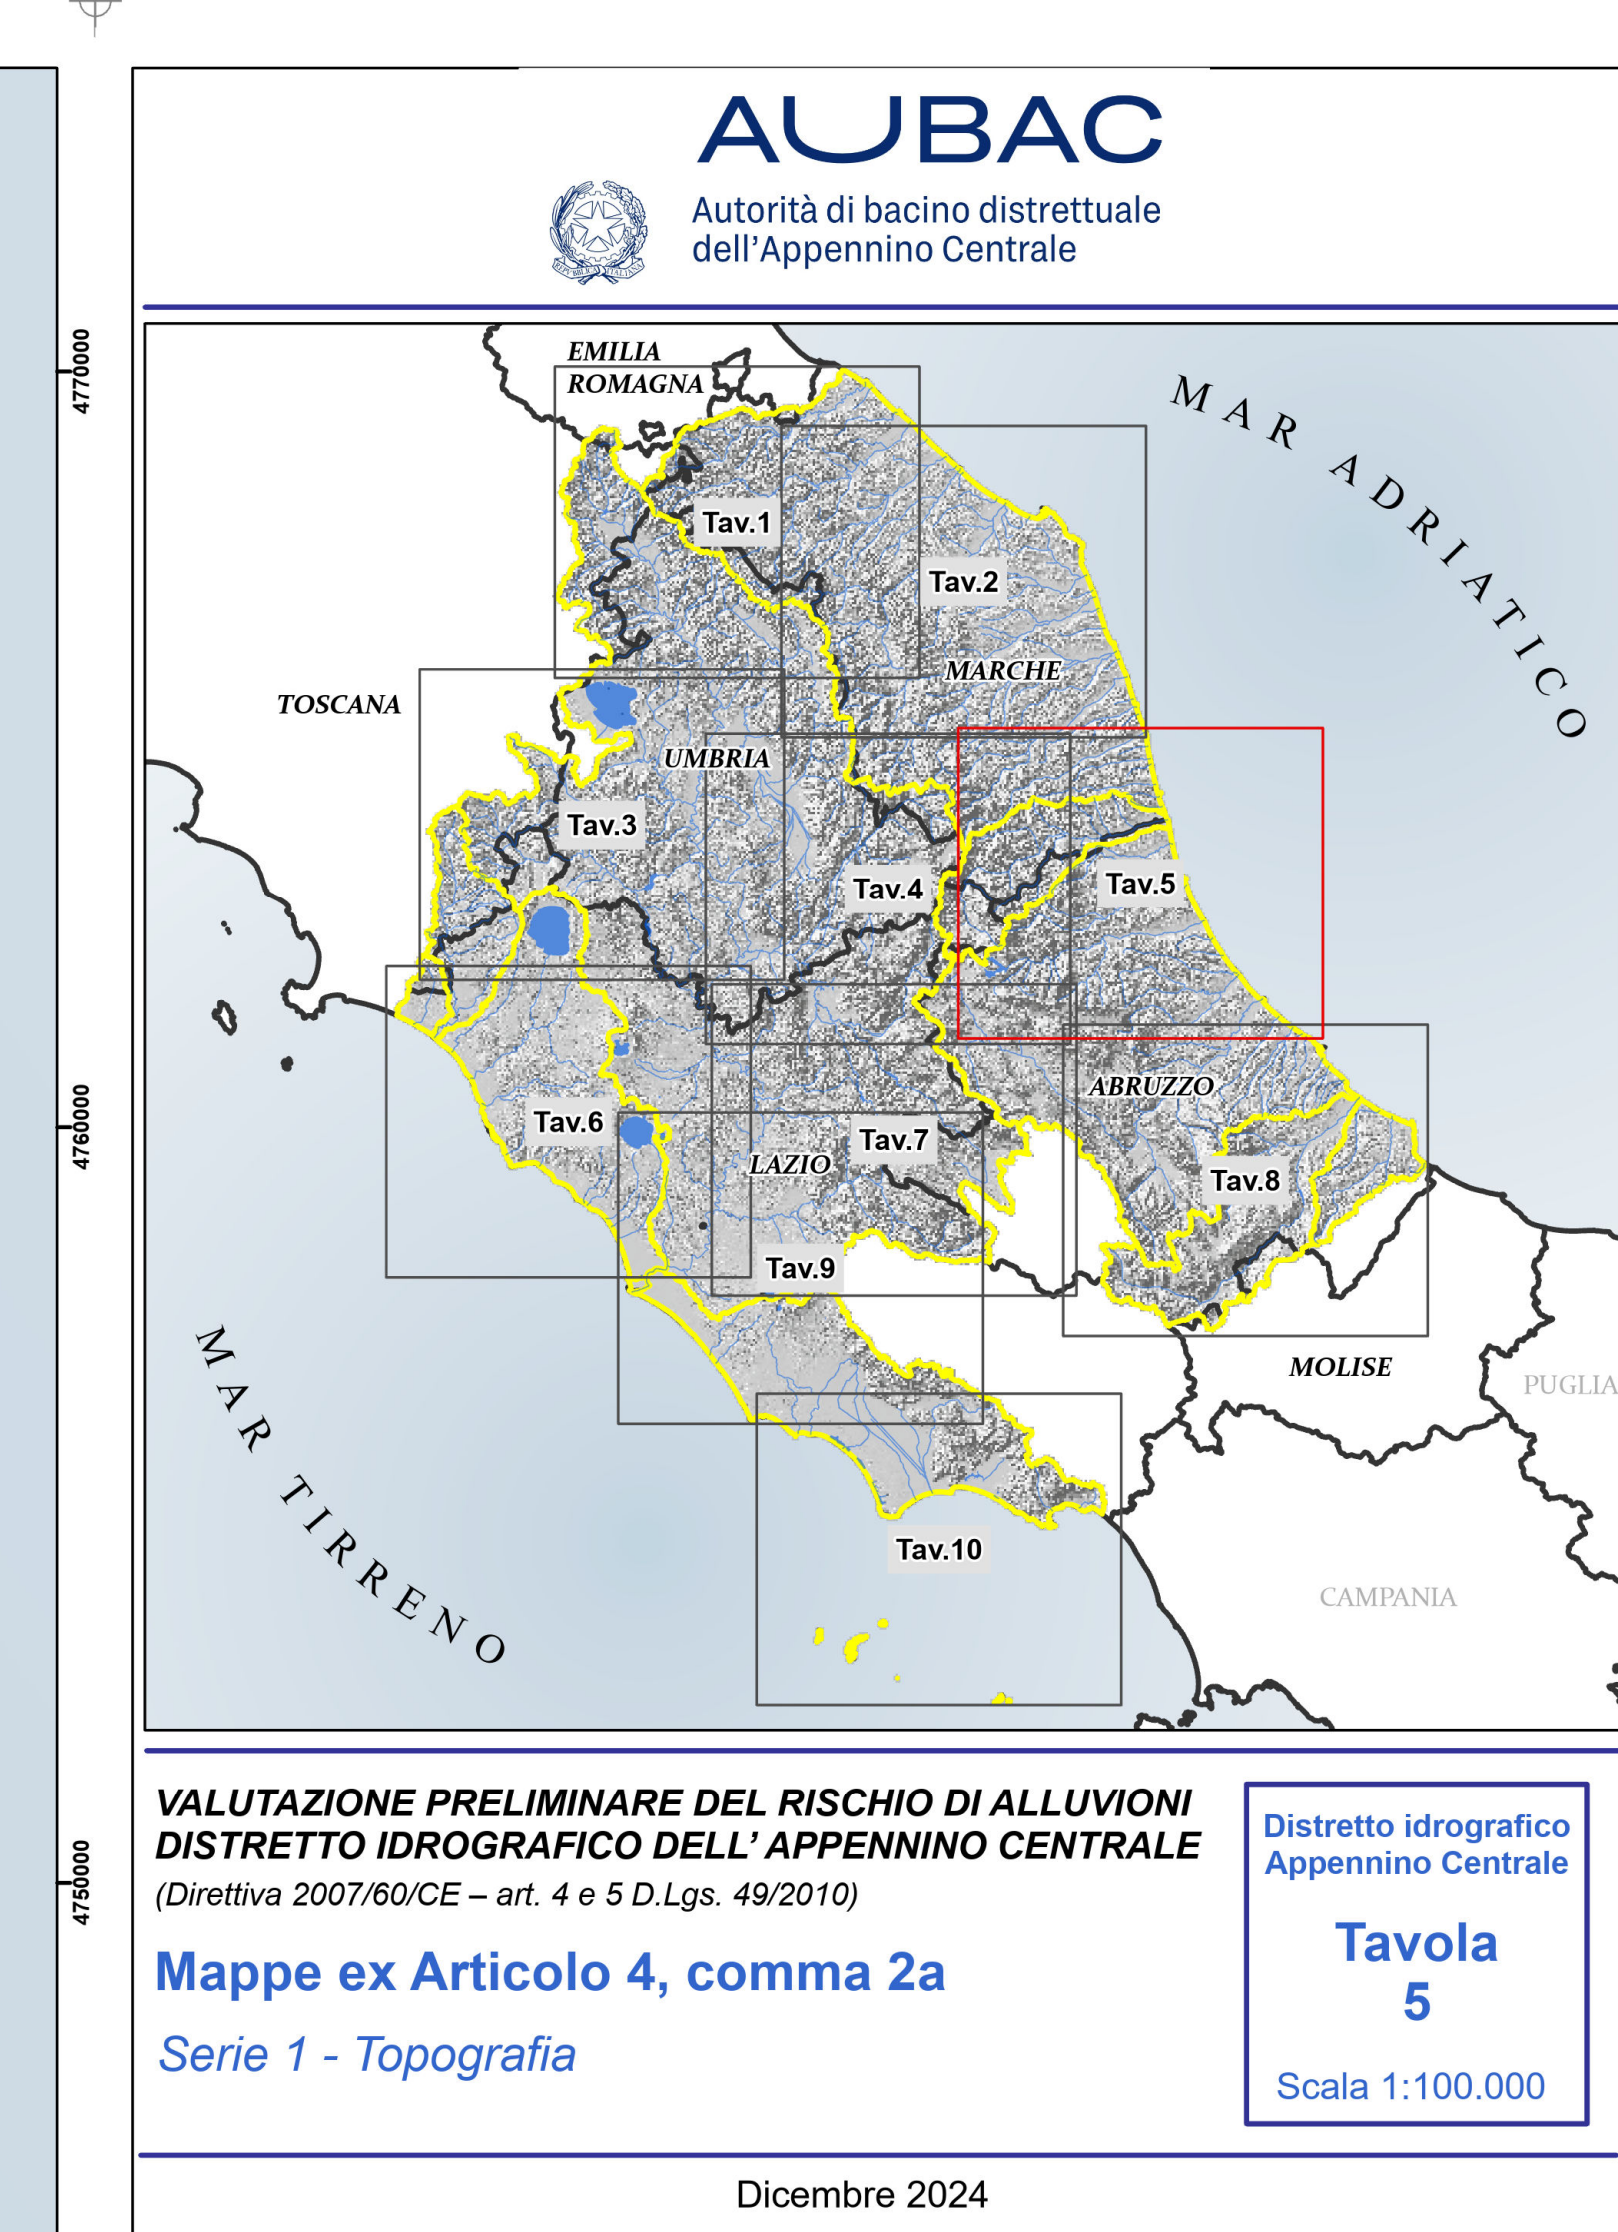 AUBAC
Autorità di bacino distrettuale
dell'Appennino Centrale
REPVBBLICA ITALIANA
4770000
4760000
4750000
EMILIA
ROMAGNA
MAR ADRIATICO
Tav.1
Tav.2
MARCHE
TOSCANA
UMBRIA
Tav.3
Tav.4
Tav.5
ABRUZZO
Tav.6
Tav.7
LAZIO
Tav.8
Tav.9
MAR TIRRENO
MOLISE
PUGLIA
Tav.10
CAMPANIA
VALUTAZIONE PRELIMINARE DEL RISCHIO DI ALLUVIONI
DISTRETTO IDROGRAFICO DELL' APPENNINO CENTRALE
(Direttiva 2007/60/CE – art. 4 e 5 D.Lgs. 49/2010)
Mappe ex Articolo 4, comma 2a
Serie 1 - Topografia
Distretto idrografico
Appennino Centrale
Tavola
5
Scala 1:100.000
Dicembre 2024